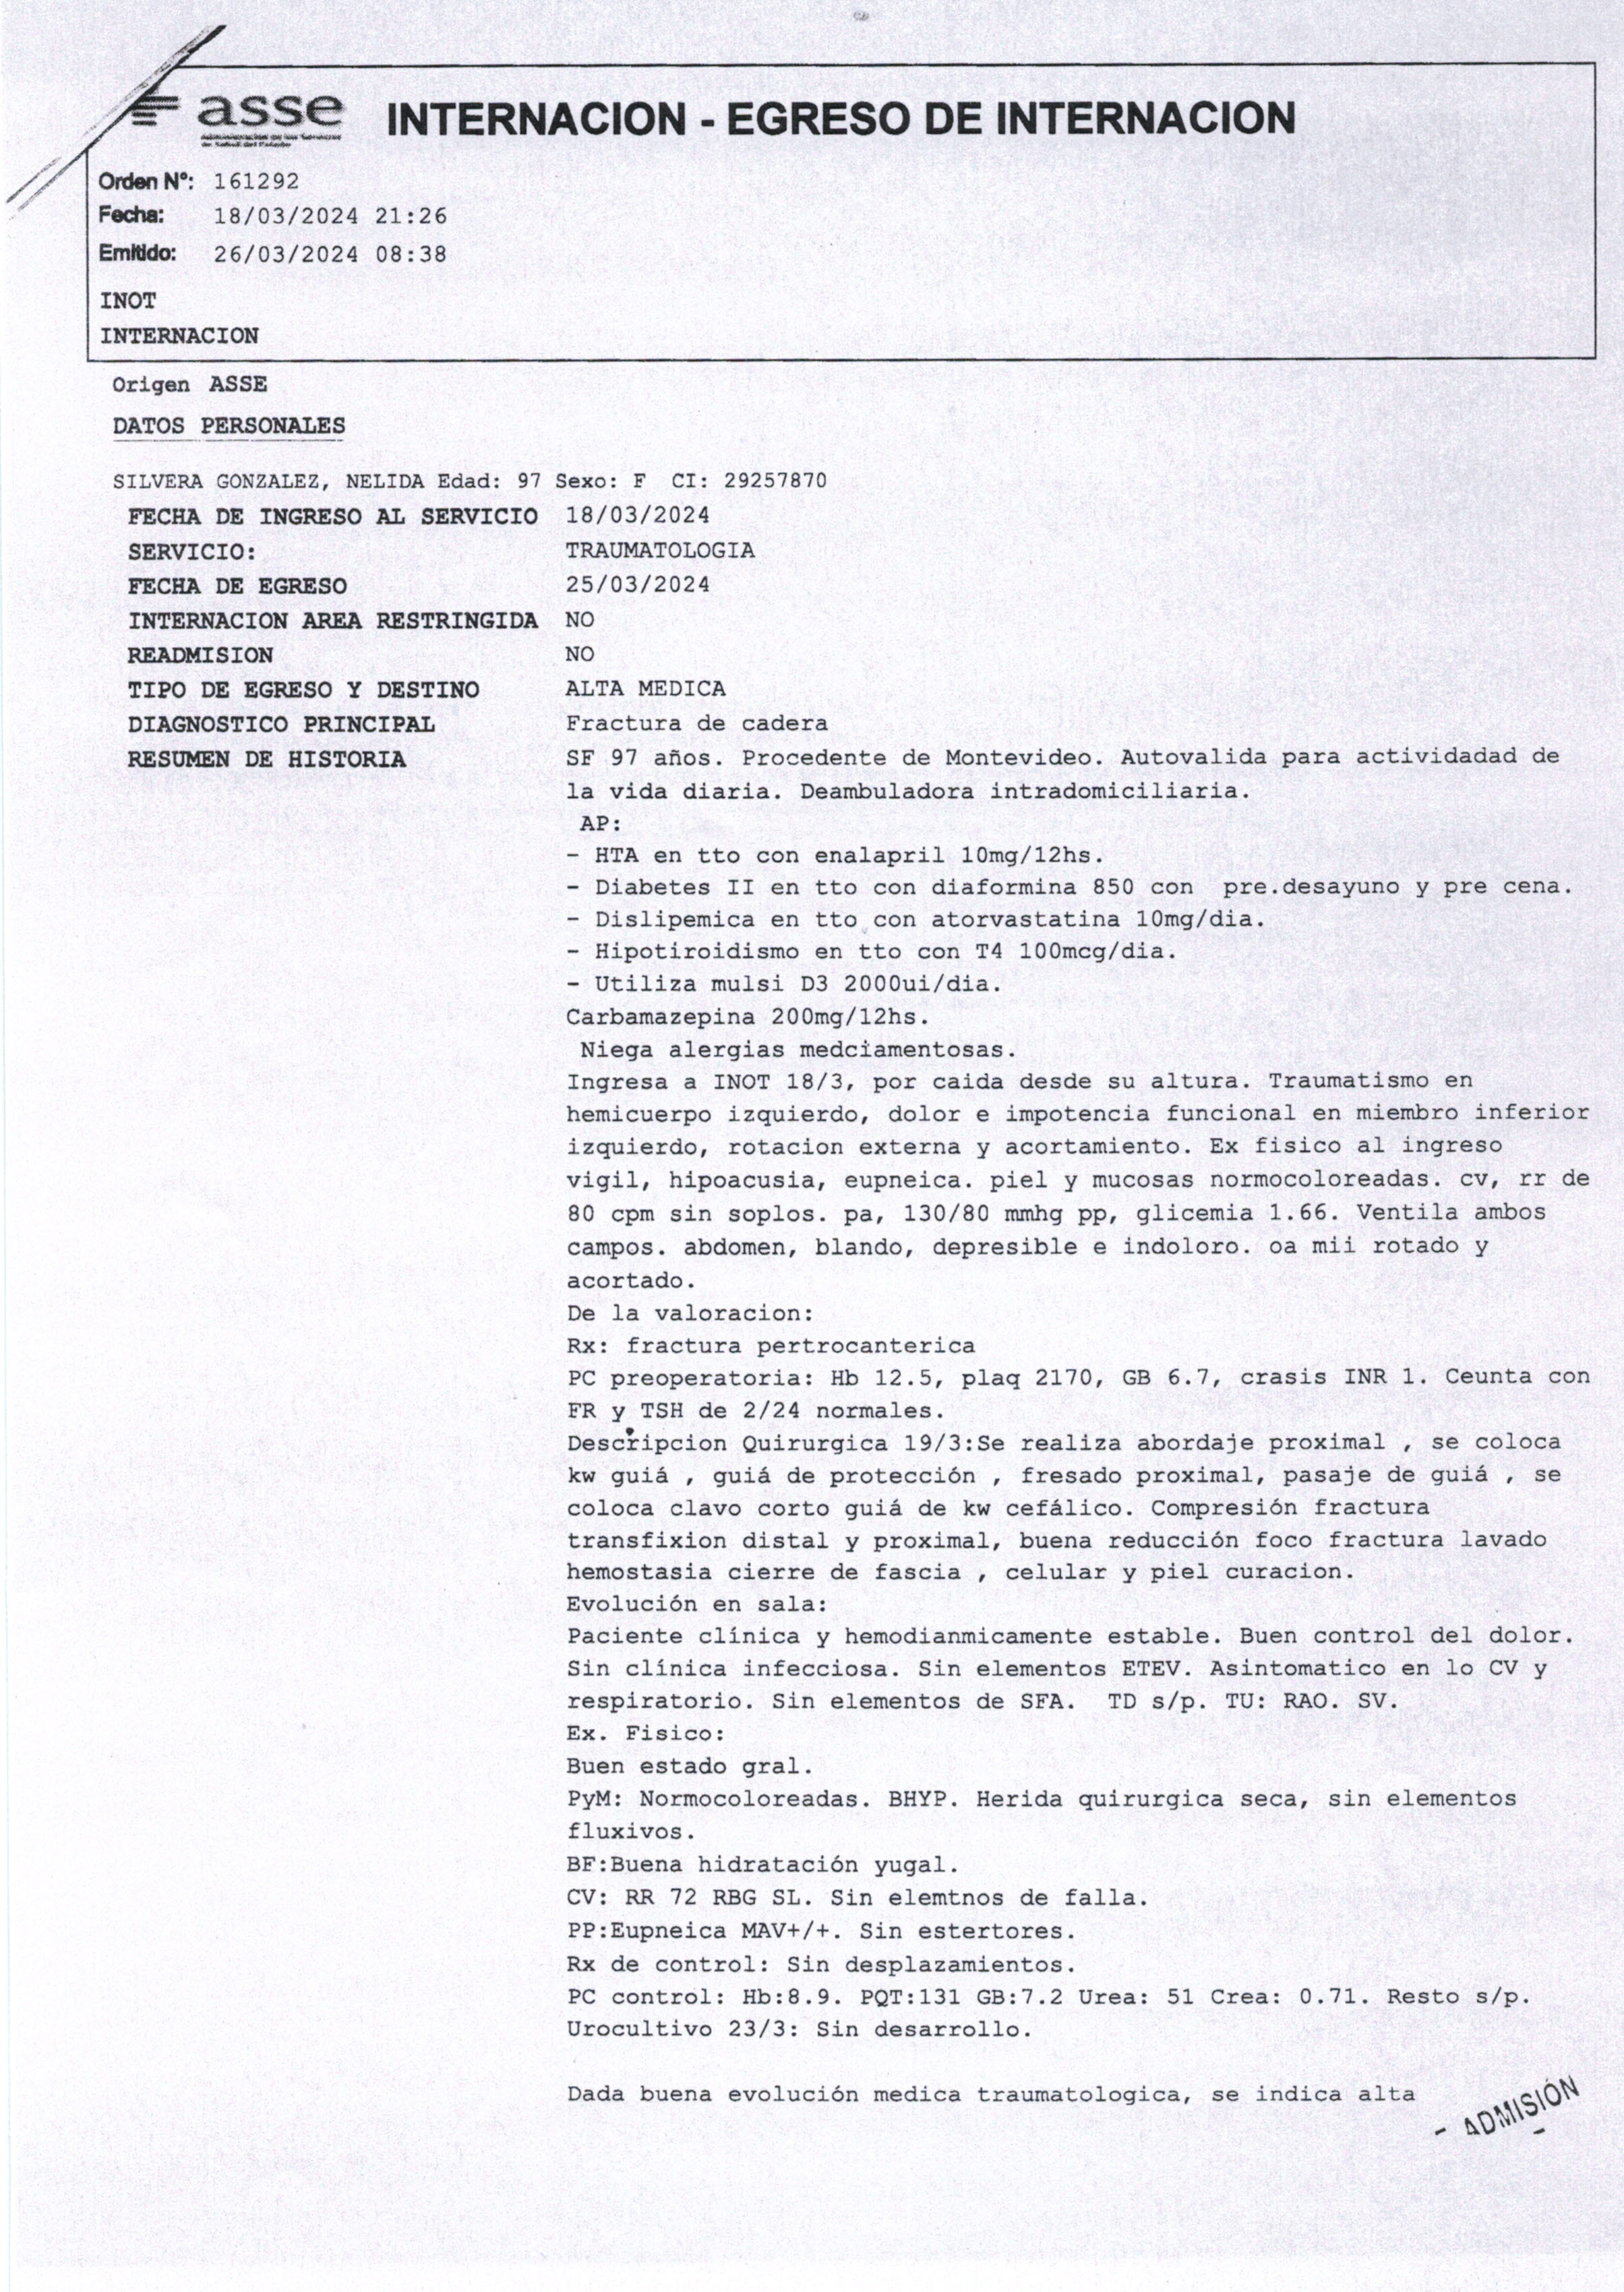 asse
Administración de los Servicios
de Salud del Estado
INTERNACION - EGRESO DE INTERNACION
Orden Nº: 161292
Fecha: 18/03/2024 21:26
Emitido: 26/03/2024 08:38
INOT
INTERNACION
Origen ASSE
DATOS PERSONALES
SILVERA GONZALEZ, NELIDA Edad: 97 Sexo: F CI: 29257870
FECHA DE INGRESO AL SERVICIO 18/03/2024
SERVICIO: TRAUMATOLOGIA
FECHA DE EGRESO 25/03/2024
INTERNACION AREA RESTRINGIDA NO
READMISION NO
TIPO DE EGRESO Y DESTINO ALTA MEDICA
DIAGNOSTICO PRINCIPAL Fractura de cadera
RESUMEN DE HISTORIA SF 97 años. Procedente de Montevideo. Autovalida para actividadad de
la vida diaria. Deambuladora intradomiciliaria.
AP:
- HTA en tto con enalapril 10mg/12hs.
- Diabetes II en tto con diaformina 850 con pre.desayuno y pre cena.
- Dislipemica en tto con atorvastatina 10mg/dia.
- Hipotiroidismo en tto con T4 100mcg/dia.
- Utiliza mulsi D3 2000ui/dia.
Carbamazepina 200mg/12hs.
Niega alergias medciamentosas.
Ingresa a INOT 18/3, por caida desde su altura. Traumatismo en
hemicuerpo izquierdo, dolor e impotencia funcional en miembro inferior
izquierdo, rotacion externa y acortamiento. Ex fisico al ingreso
vigil, hipoacusia, eupneica. piel y mucosas normocoloreadas. cv, rr de
80 cpm sin soplos. pa, 130/80 mmhg pp, glicemia 1.66. Ventila ambos
campos. abdomen, blando, depresible e indoloro. oa mii rotado y
acortado.
De la valoracion:
Rx: fractura pertrocanterica
PC preoperatoria: Hb 12.5, plaq 2170, GB 6.7, crasis INR 1. Ceunta con
FR y TSH de 2/24 normales.
Descripcion Quirurgica 19/3:Se realiza abordaje proximal , se coloca
kw guiá , guiá de protección , fresado proximal, pasaje de guiá , se
coloca clavo corto guiá de kw cefálico. Compresión fractura
transfixion distal y proximal, buena reducción foco fractura lavado
hemostasia cierre de fascia , celular y piel curacion.
Evolución en sala:
Paciente clínica y hemodianmicamente estable. Buen control del dolor.
Sin clínica infecciosa. Sin elementos ETEV. Asintomatico en lo CV y
respiratorio. Sin elementos de SFA. TD s/p. TU: RAO. SV.
Ex. Fisico:
Buen estado gral.
PyM: Normocoloreadas. BHYP. Herida quirurgica seca, sin elementos
fluxivos.
BF:Buena hidratación yugal.
CV: RR 72 RBG SL. Sin elemtnos de falla.
PP:Eupneica MAV+/+. Sin estertores.
Rx de control: Sin desplazamientos.
PC control: Hb:8.9. PQT:131 GB:7.2 Urea: 51 Crea: 0.71. Resto s/p.
Urocultivo 23/3: Sin desarrollo.
Dada buena evolución medica traumatologica, se indica alta
- ADMISIÓN -